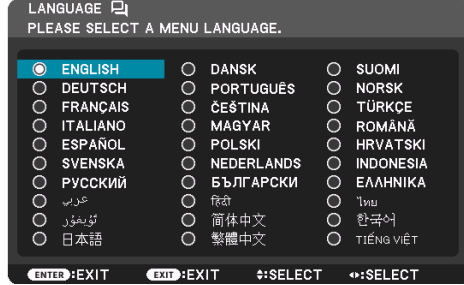 LANGUAGE
PLEASE SELECT A MENU LANGUAGE.
ENGLISH DANSK SUOMI
DEUTSCH PORTUGUÊS NORSK
FRANÇAIS ČEŠTINA TÜRKÇE
ITALIANO MAGYAR ROMÂNĂ
ESPAÑOL POLSKI HRVATSKI
SVENSKA NEDERLANDS INDONESIA
РУССКИЙ БЪЛГАРСКИ ΕΛΛΗΝΙΚΑ
عربي हिंदी ไทย
ئۇيغۇر 简体中文 한국어
日本語 繁體中文 TIẾNG VIỆT
ENTER:EXIT EXIT:EXIT :SELECT :SELECT